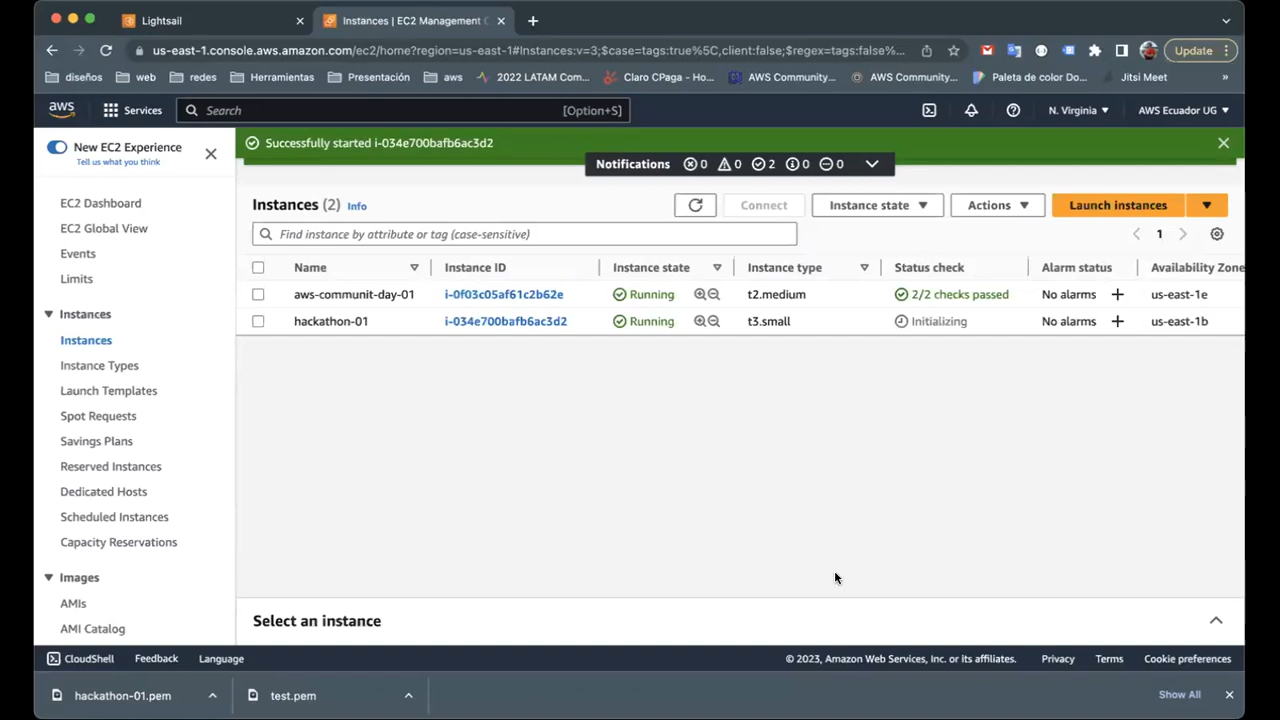 Lightsail
Instances | EC2 Management C
us-east-1.console.aws.amazon.com/ec2/home?region=us-east-1#Instances:v=3;$case=tags:true%5C,client:false;$regex=tags:false%...
Update
diseños web redes Herramientas Presentación aws 2022 LATAM Com... Claro CPaga - Ho... AWS Community... AWS Community... Paleta de color Do... Jitsi Meet »
aws Services Search [Option+S] N. Virginia AWS Ecuador UG
New EC2 Experience
Tell us what you think
Successfully started i-034e700bafb6ac3d2
Notifications 0 0 2 0 0
EC2 Dashboard
EC2 Global View
Events
Limits
Instances
Instances
Instance Types
Launch Templates
Spot Requests
Savings Plans
Reserved Instances
Dedicated Hosts
Scheduled Instances
Capacity Reservations
Images
AMIs
AMI Catalog
Instances (2) Info Connect Instance state Actions Launch instances
Find instance by attribute or tag (case-sensitive) 1
Name Instance ID Instance state Instance type Status check Alarm status Availability Zone
aws-communit-day-01 i-0f03c05af61c2b62e Running t2.medium 2/2 checks passed No alarms + us-east-1e
hackathon-01 i-034e700bafb6ac3d2 Running t3.small Initializing No alarms + us-east-1b
Select an instance
CloudShell Feedback Language © 2023, Amazon Web Services, Inc. or its affiliates. Privacy Terms Cookie preferences
hackathon-01.pem test.pem Show All